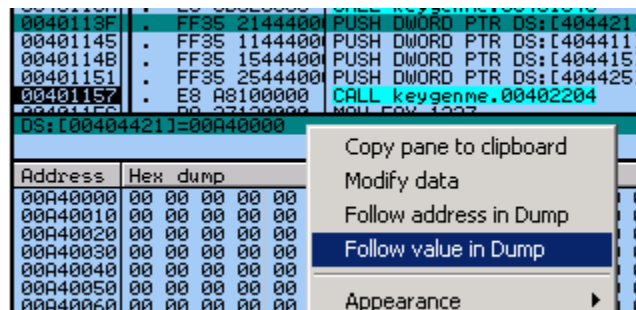 0040113F . FF35 21444000 PUSH DWORD PTR DS:[404421
00401145 . FF35 11444000 PUSH DWORD PTR DS:[404411
0040114B . FF35 15444000 PUSH DWORD PTR DS:[404415
00401151 . FF35 25444000 PUSH DWORD PTR DS:[404425
00401157 . E8 A8100000 CALL keygenme.00402204
DS:[00404421]=00A40000
Copy pane to clipboard
Modify data
Follow address in Dump
Follow value in Dump
Appearance
Address Hex dump
00A40000 00 00 00 00 00
00A40010 00 00 00 00 00
00A40020 00 00 00 00 00
00A40030 00 00 00 00 00
00A40040 00 00 00 00 00
00A40050 00 00 00 00 00
00A40060 00 00 00 00 00